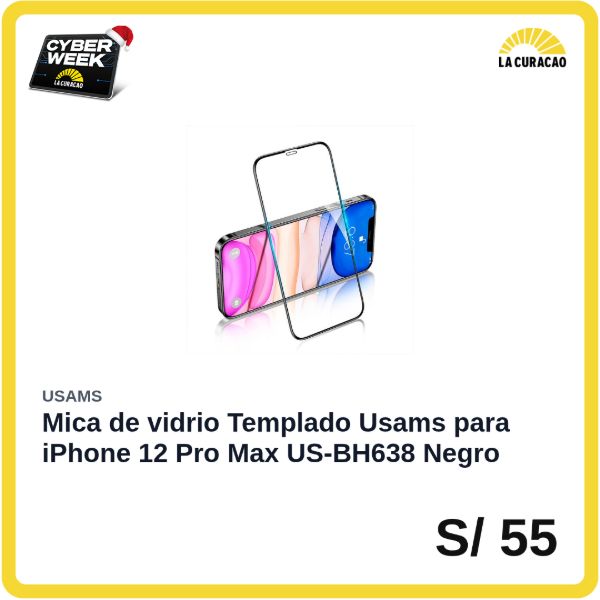 CYBER
WEEK
LA CURACAO
LA CURACAO
USAMS
Mica de vidrio Templado Usams para
iPhone 12 Pro Max US-BH638 Negro
S/ 55